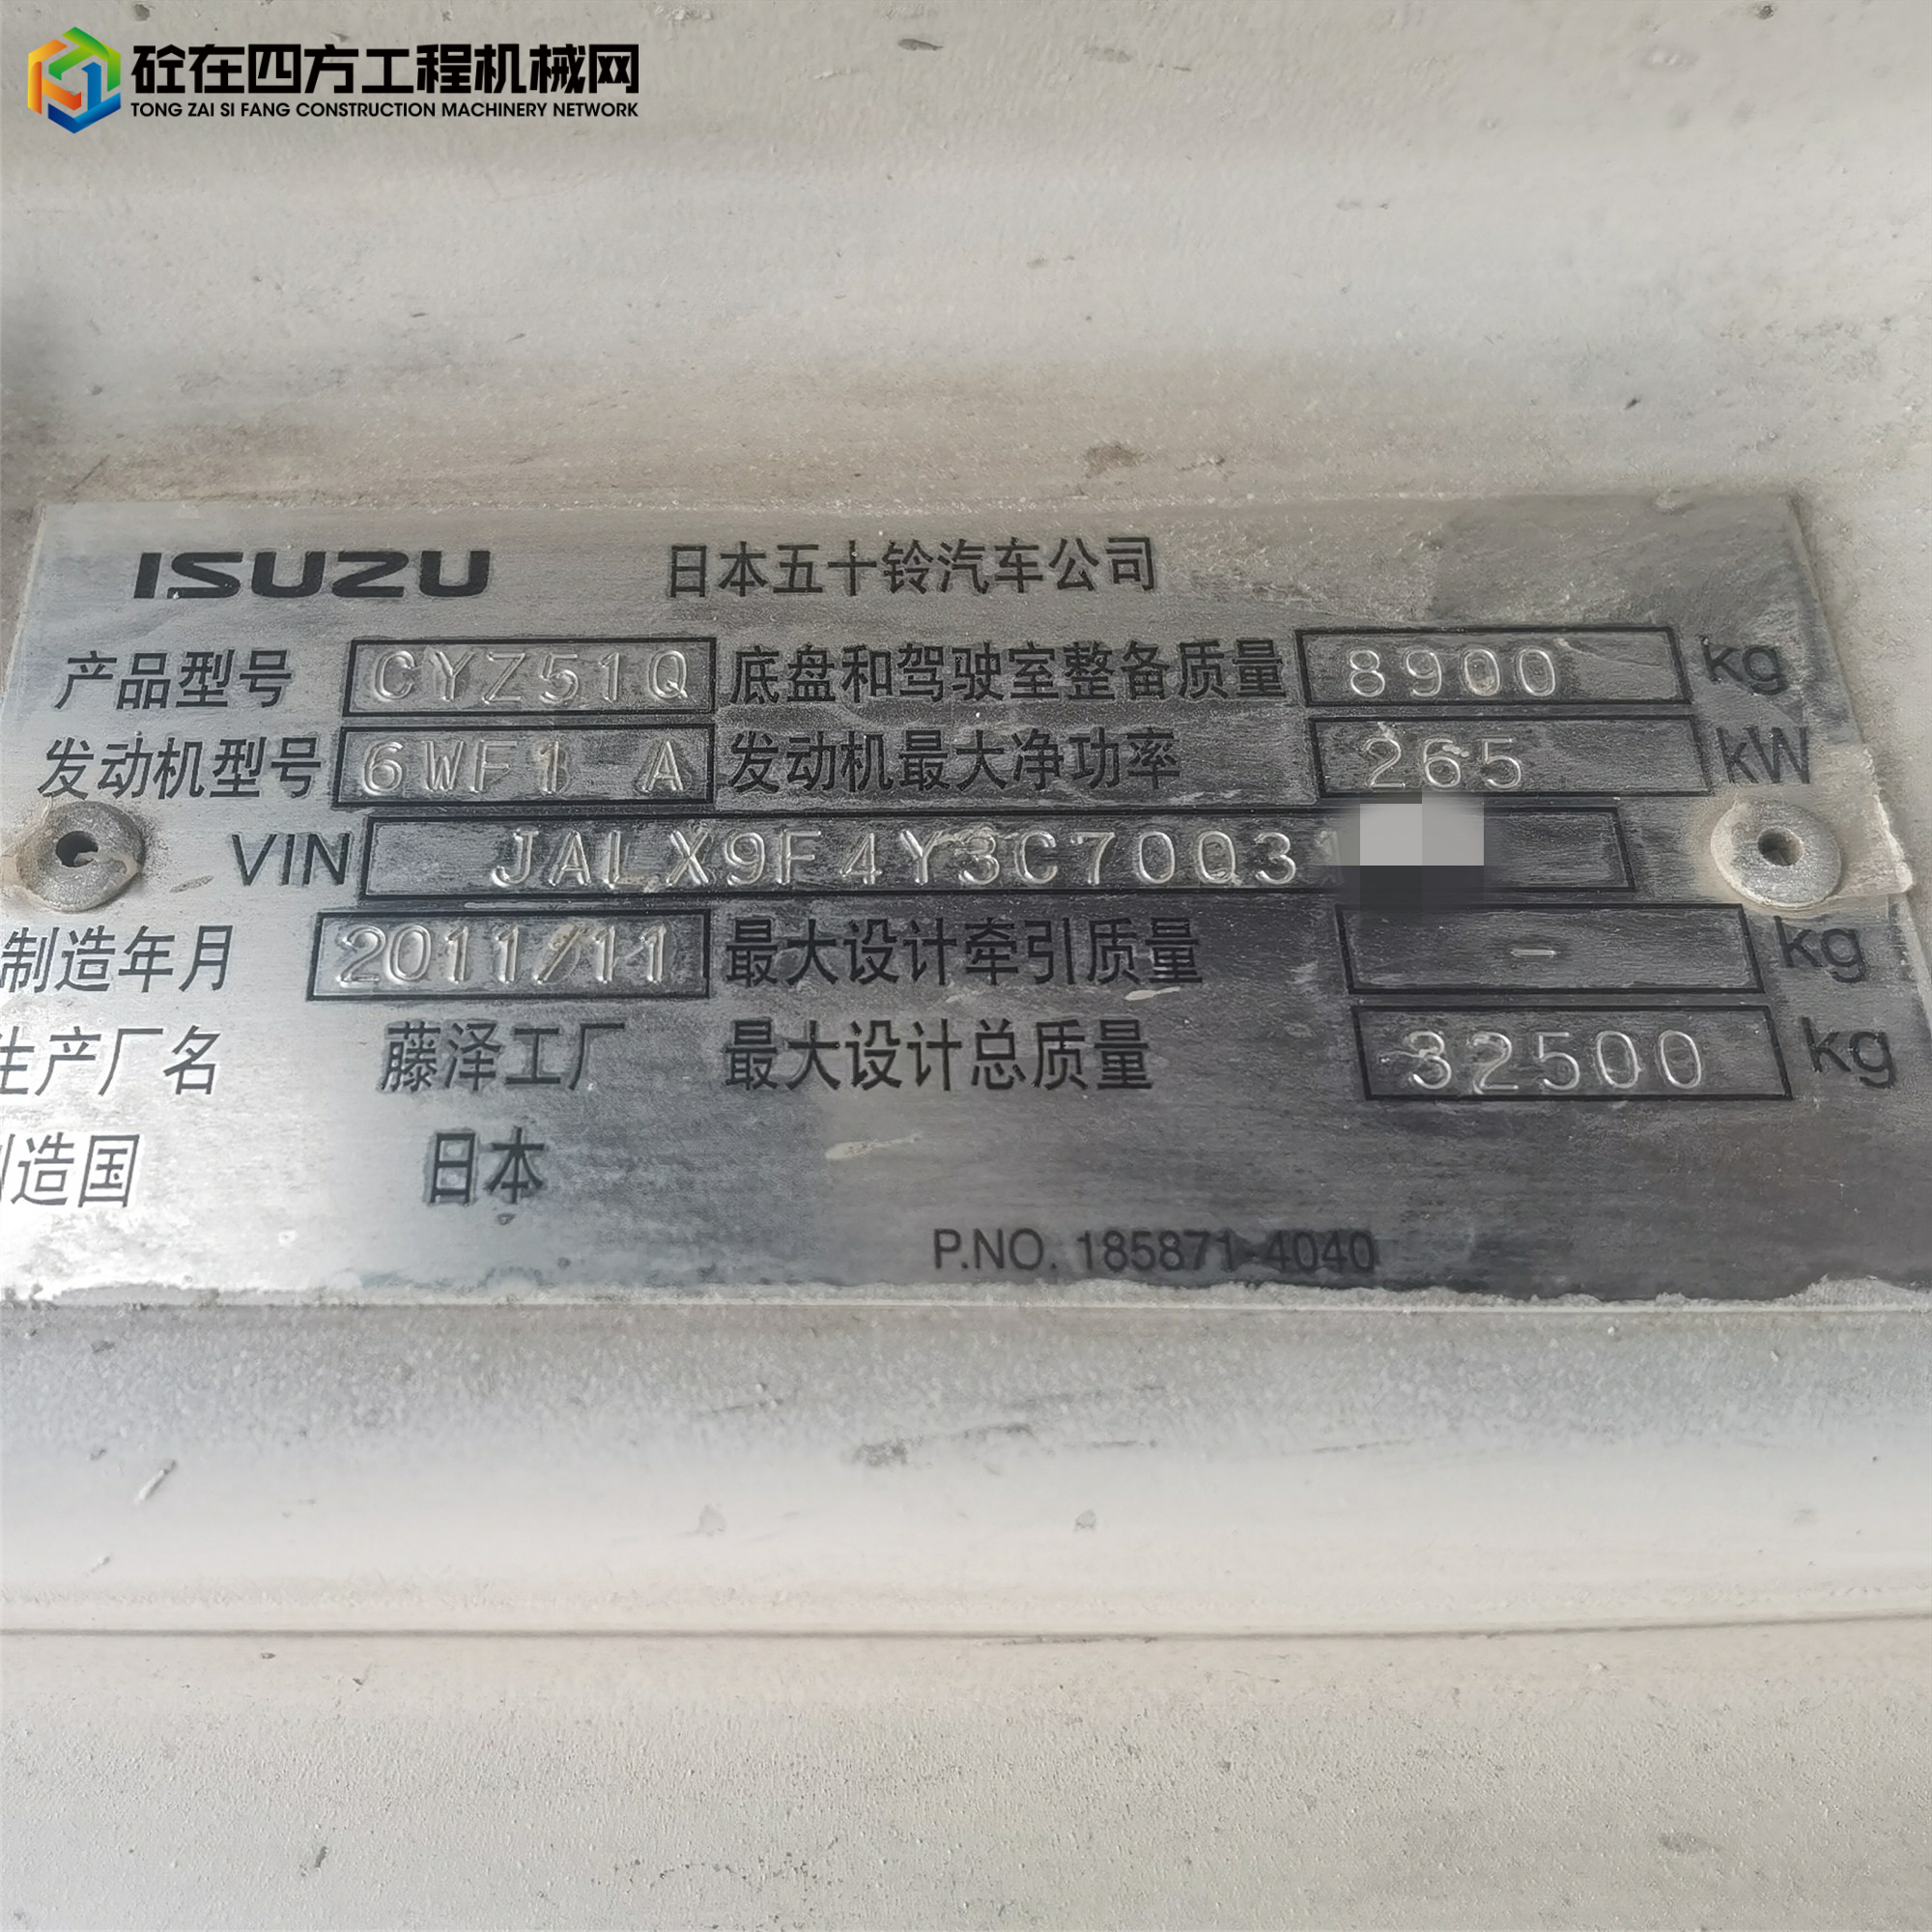 砼在四方工程机械网
TONG ZAI SI FANG CONSTRUCTION MACHINERY NETWORK
ISUZU 日本五十铃汽车公司
产品型号 CYZ51Q 底盘和驾驶室整备质量 8900 kg
发动机型号 6WF1 A 发动机最大净功率 265 kW
VIN JALX9F4Y3C70031
制造年月 2011/11 最大设计牵引质量 - kg
生产厂名 藤泽工厂 最大设计总质量 32500 kg
制造国 日本
P.NO. 185871-4040